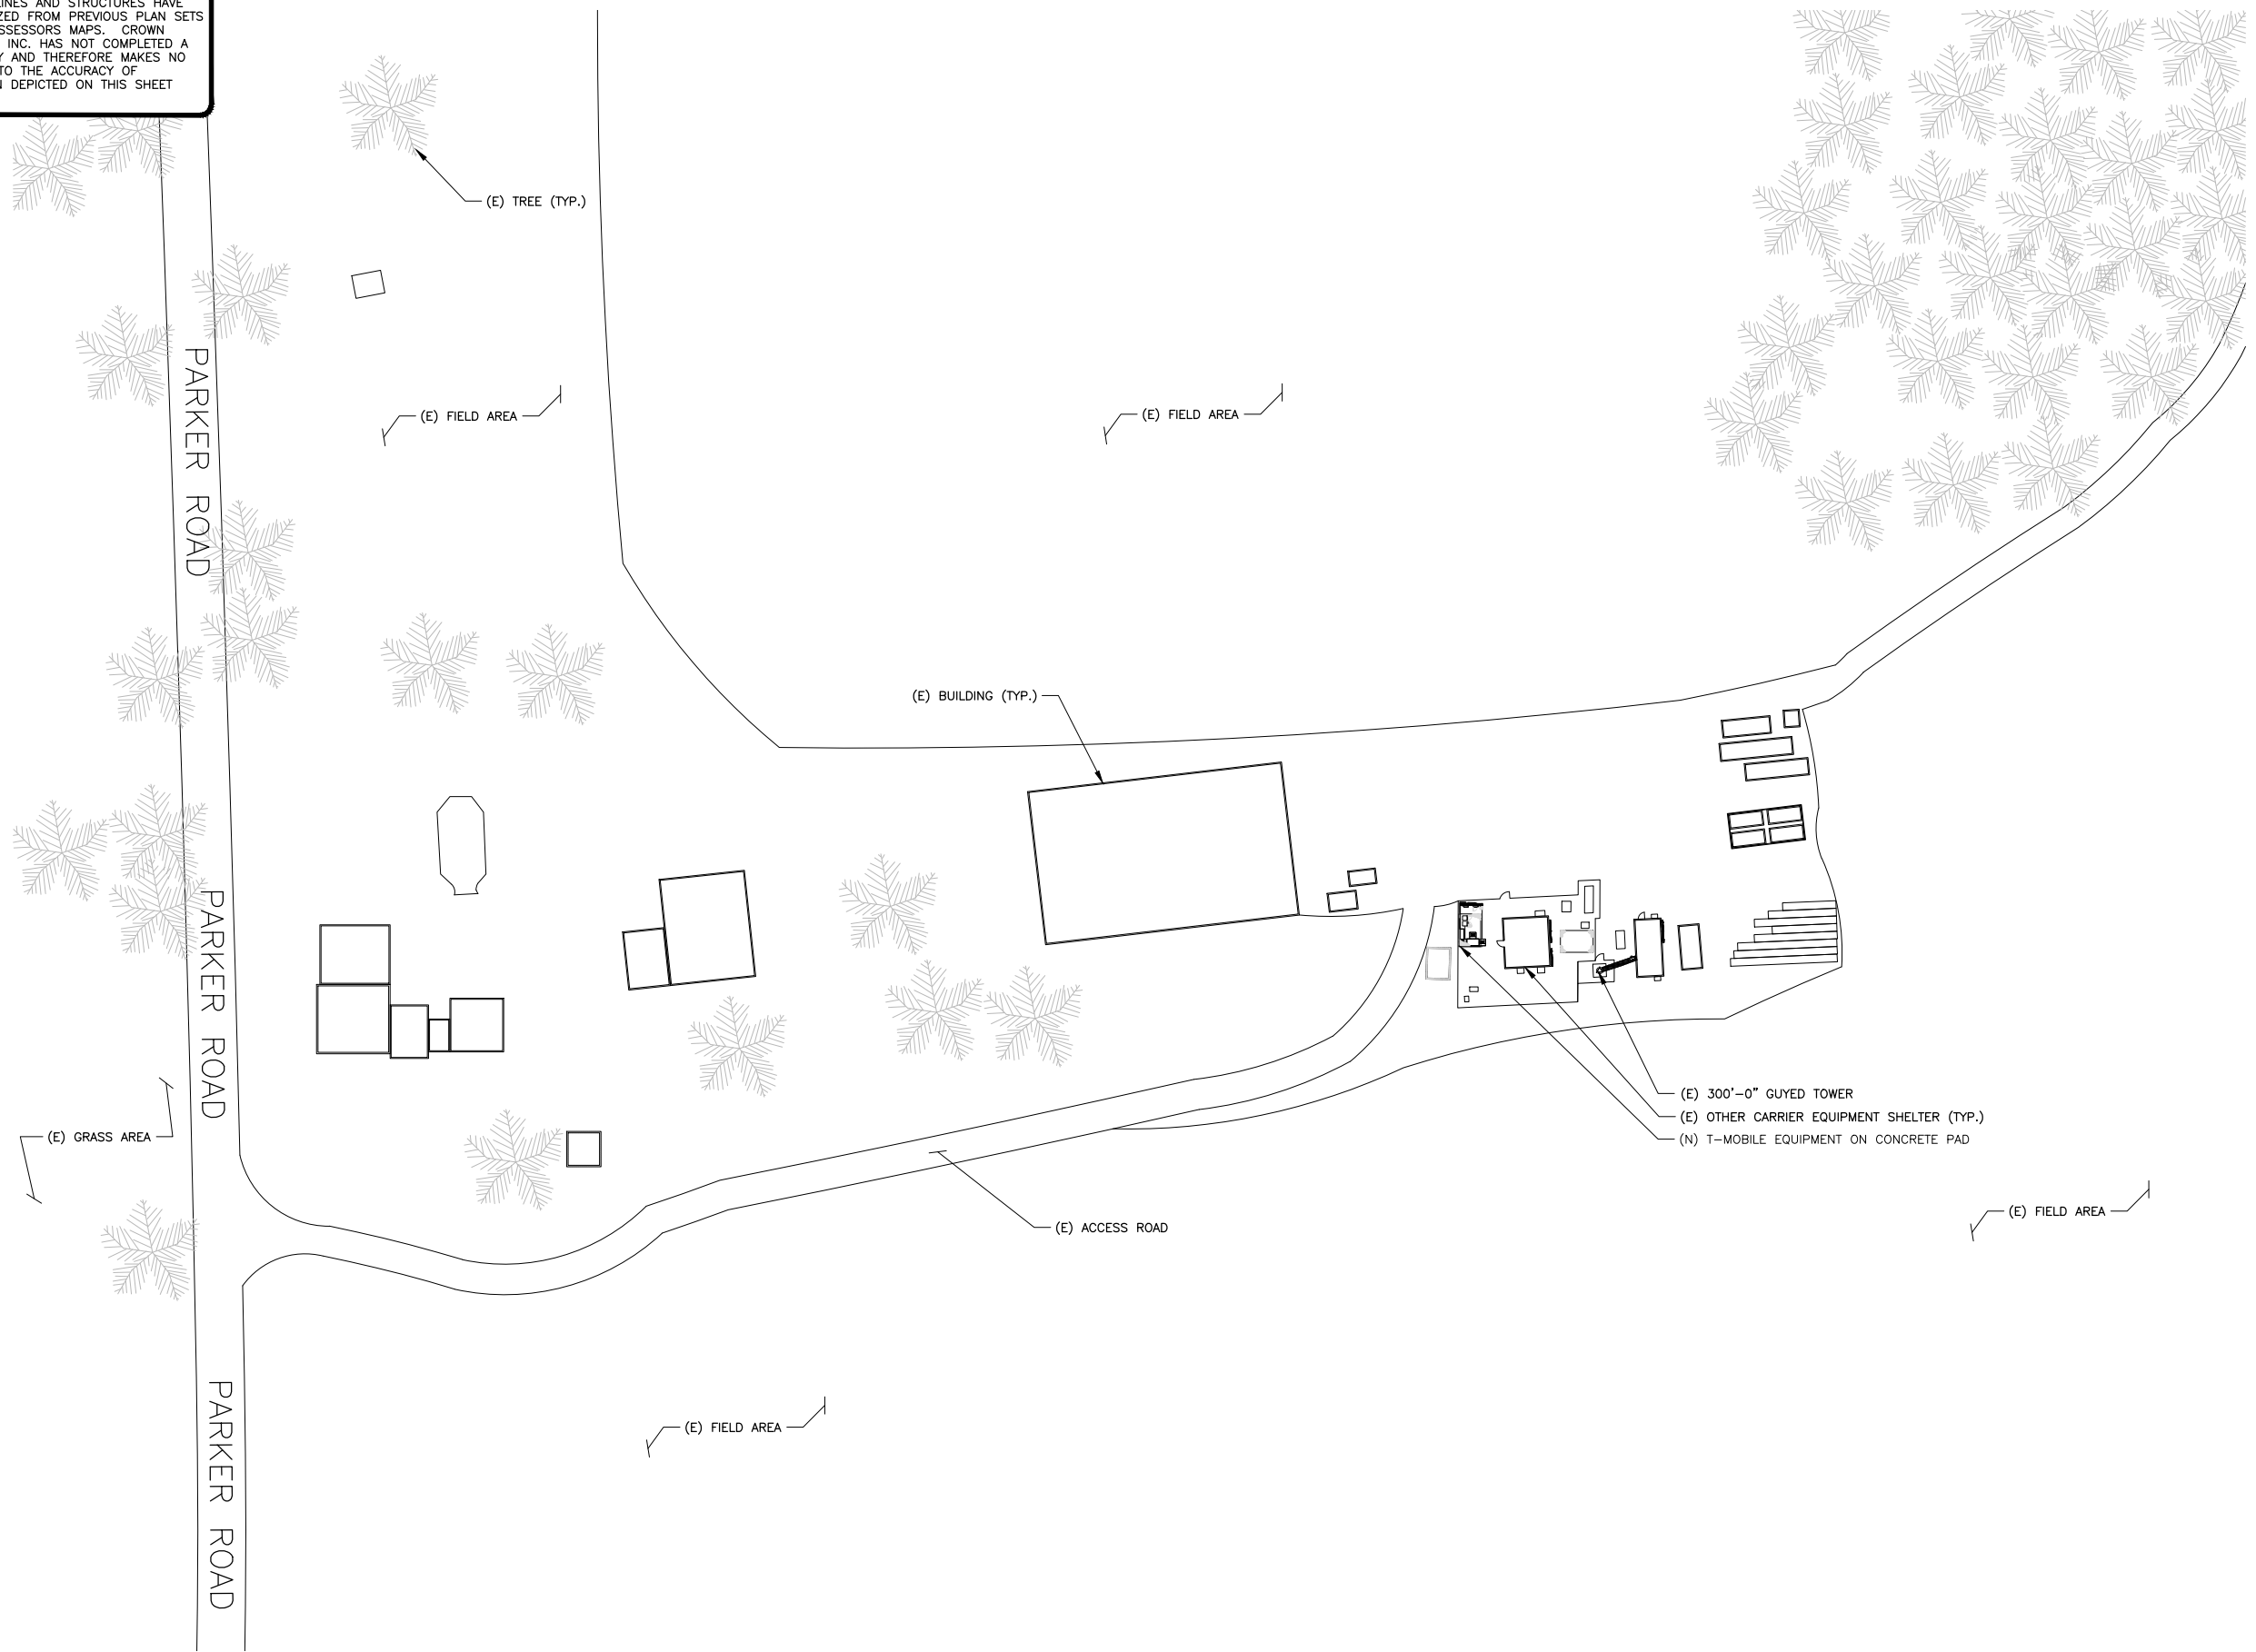 LINES AND STRUCTURES HAVE
FROM PREVIOUS PLAN SETS
MAPS. CROWN
INC. HAS NOT COMPLETED A
AND THEREFORE MAKES NO
TO THE ACCURACY OF
DEPICTED ON THIS SHEET
(E) TREE (TYP.)
PARKER ROAD
(E) FIELD AREA
(E) FIELD AREA
(E) BUILDING (TYP.)
PARKER ROAD
(E) 300'-0" GUYED TOWER
(E) OTHER CARRIER EQUIPMENT SHELTER (TYP.)
(N) T-MOBILE EQUIPMENT ON CONCRETE PAD
(E) GRASS AREA
(E) FIELD AREA
(E) ACCESS ROAD
(E) FIELD AREA
PARKER ROAD